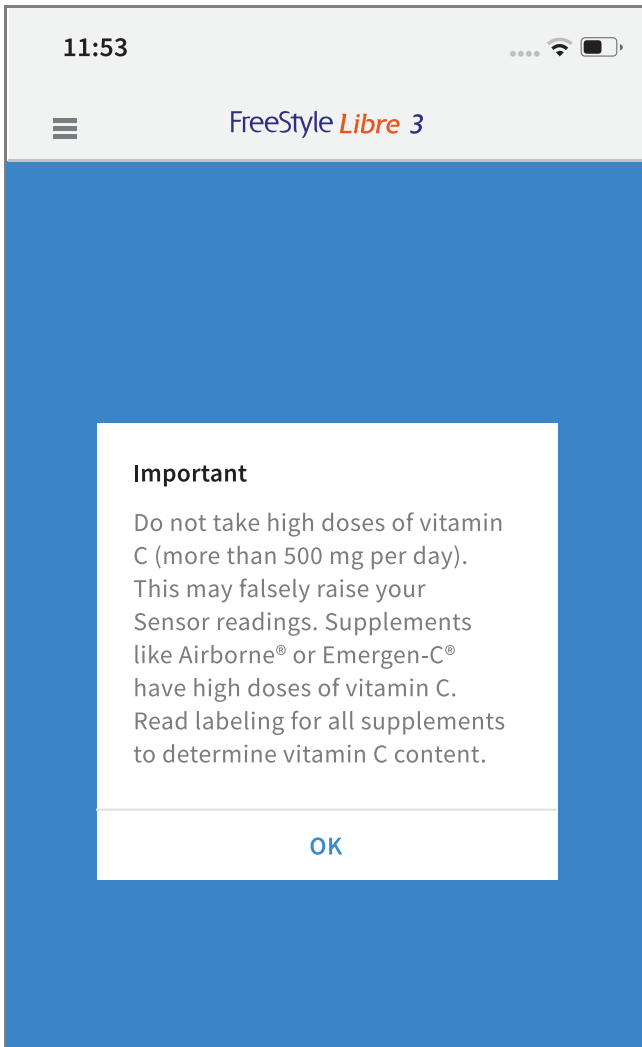 11:53
FreeStyle Libre 3
Important
Do not take high doses of vitamin
C (more than 500 mg per day).
This may falsely raise your
Sensor readings. Supplements
like Airborne® or Emergen-C®
have high doses of vitamin C.
Read labeling for all supplements
to determine vitamin C content.
OK